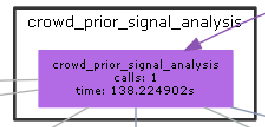 crowd_prior_signal_analysis
crowd_prior_signal_analysis
calls: 1
time: 138.224902s